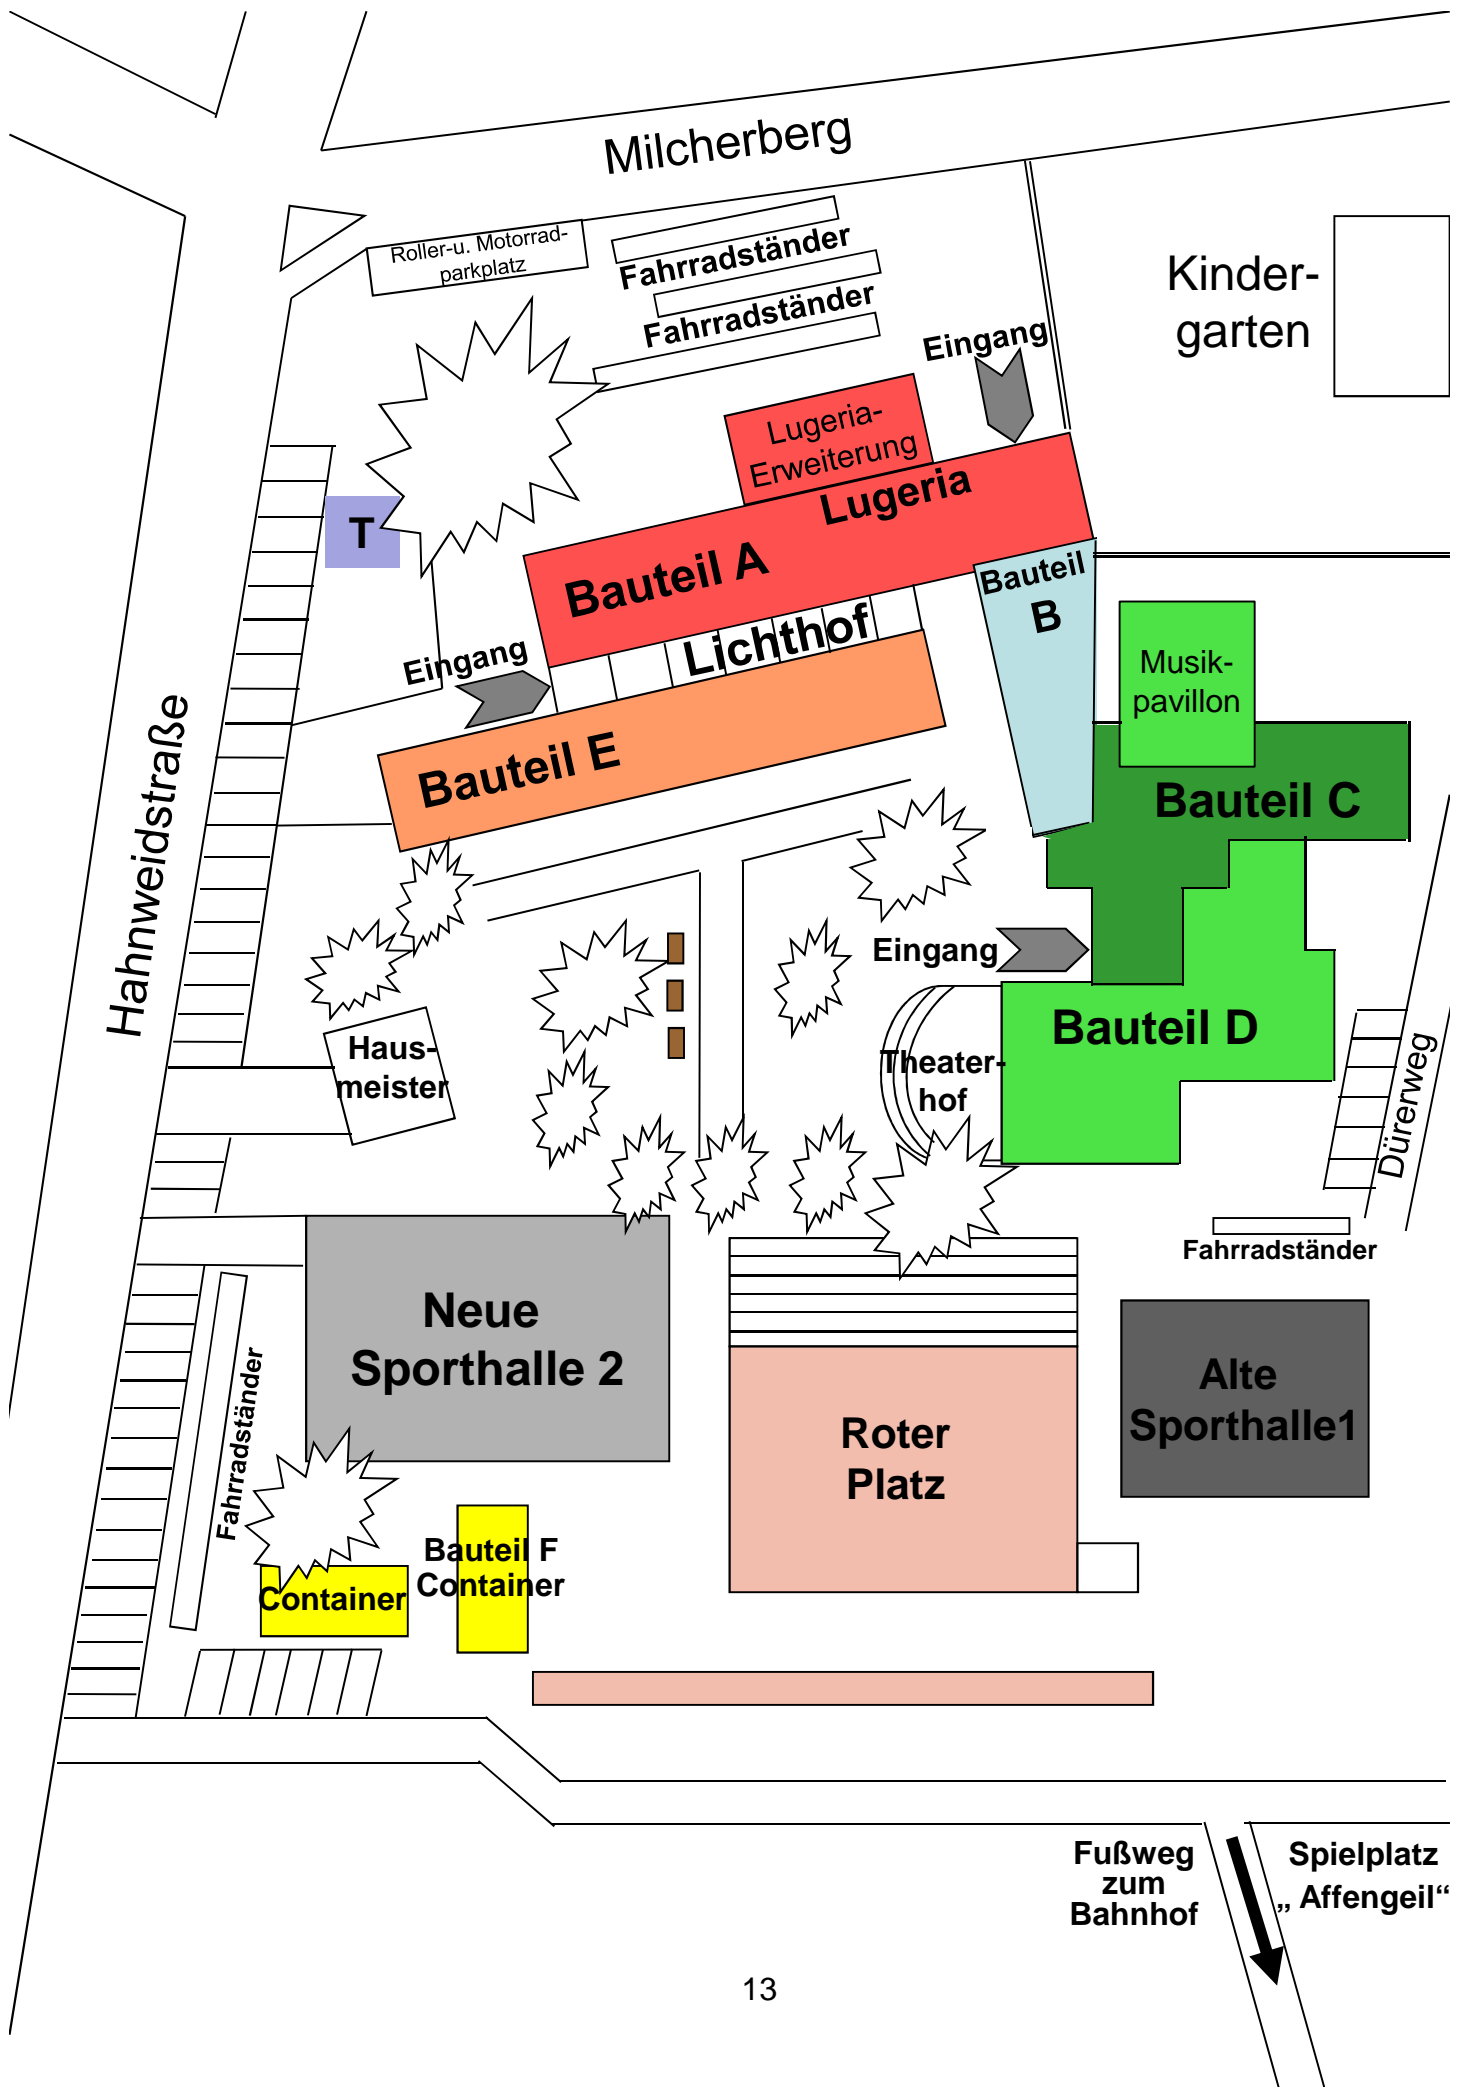 Milcherberg
Roller-u. Motorrad-
parkplatz
Fahrradständer
Fahrradständer
Eingang
Kinder-
garten
Lugeria-
Erweiterung
Lugeria
T
Bauteil A
Bauteil
B
Lichthof
Eingang
Musik-
pavillon
Bauteil E
Bauteil C
Hahnweidstraße
Eingang
Bauteil D
Haus-
meister
Theater-
hof
Dürerweg
Fahrradständer
Neue
Sporthalle 2
Fahrradständer
Alte
Sporthalle1
Roter
Platz
Bauteil F
Container
Container
Fußweg
zum
Bahnhof
Spielplatz
„ Affengeil“
13